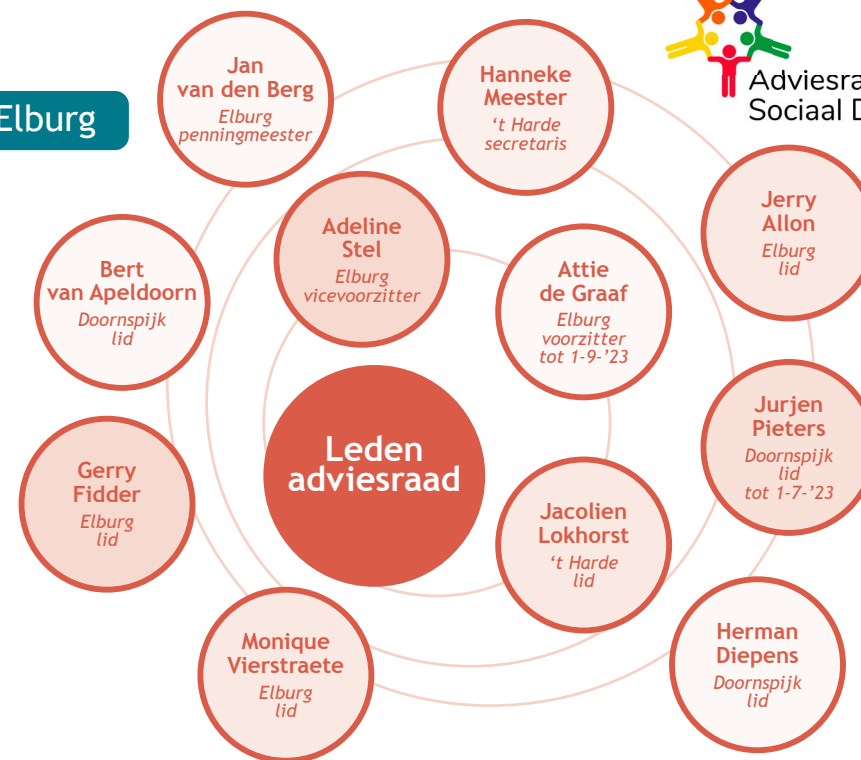 Elburg
Adviesra
Sociaal D
Jan
van den Berg
Elburg
penningmeester
Hanneke
Meester
‘t Harde
secretaris
Adeline
Stel
Elburg
vicevoorzitter
Attie
de Graaf
Elburg
voorzitter
tot 1-9-’23
Jerry
Allon
Elburg
lid
Bert
van Apeldoorn
Doornspijk
lid
Jurjen
Pieters
Doornspijk
lid
tot 1-7-’23
Gerry
Fidder
Elburg
lid
Leden
adviesraad
Jacolien
Lokhorst
‘t Harde
lid
Monique
Vierstraete
Elburg
lid
Herman
Diepens
Doornspijk
lid